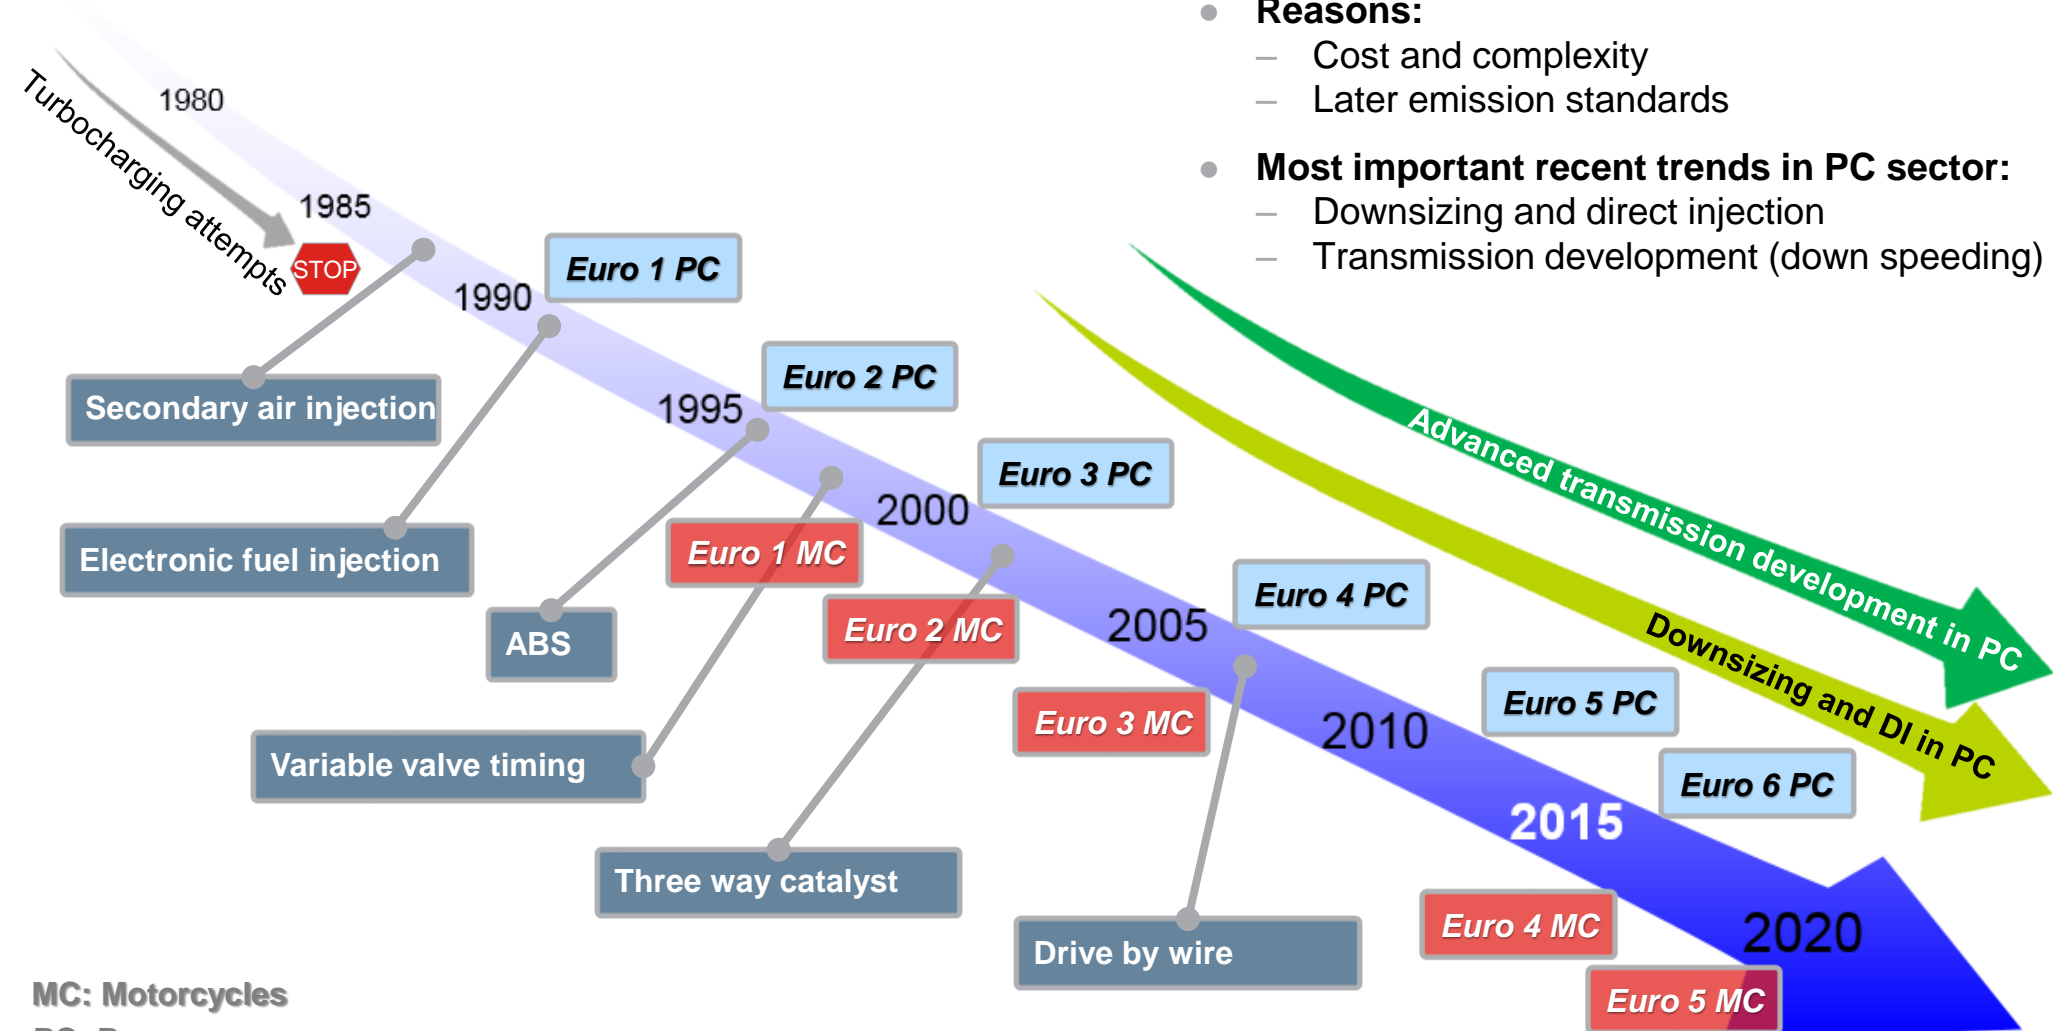 Reasons:
– Cost and complexity
– Later emission standards
Most important recent trends in PC sector:
– Downsizing and direct injection
– Transmission development (down speeding)
Turbocharging attempts
STOP
1980
1985
1990
1995
2000
2005
2010
2015
2020
Euro 1 PC
Euro 2 PC
Euro 3 PC
Euro 4 PC
Euro 5 PC
Euro 6 PC
Advanced transmission development in PC
Downsizing and DI in PC
Secondary air injection
Electronic fuel injection
ABS
Variable valve timing
Three way catalyst
Drive by wire
Euro 1 MC
Euro 2 MC
Euro 3 MC
Euro 4 MC
Euro 5 MC
MC: Motorcycles